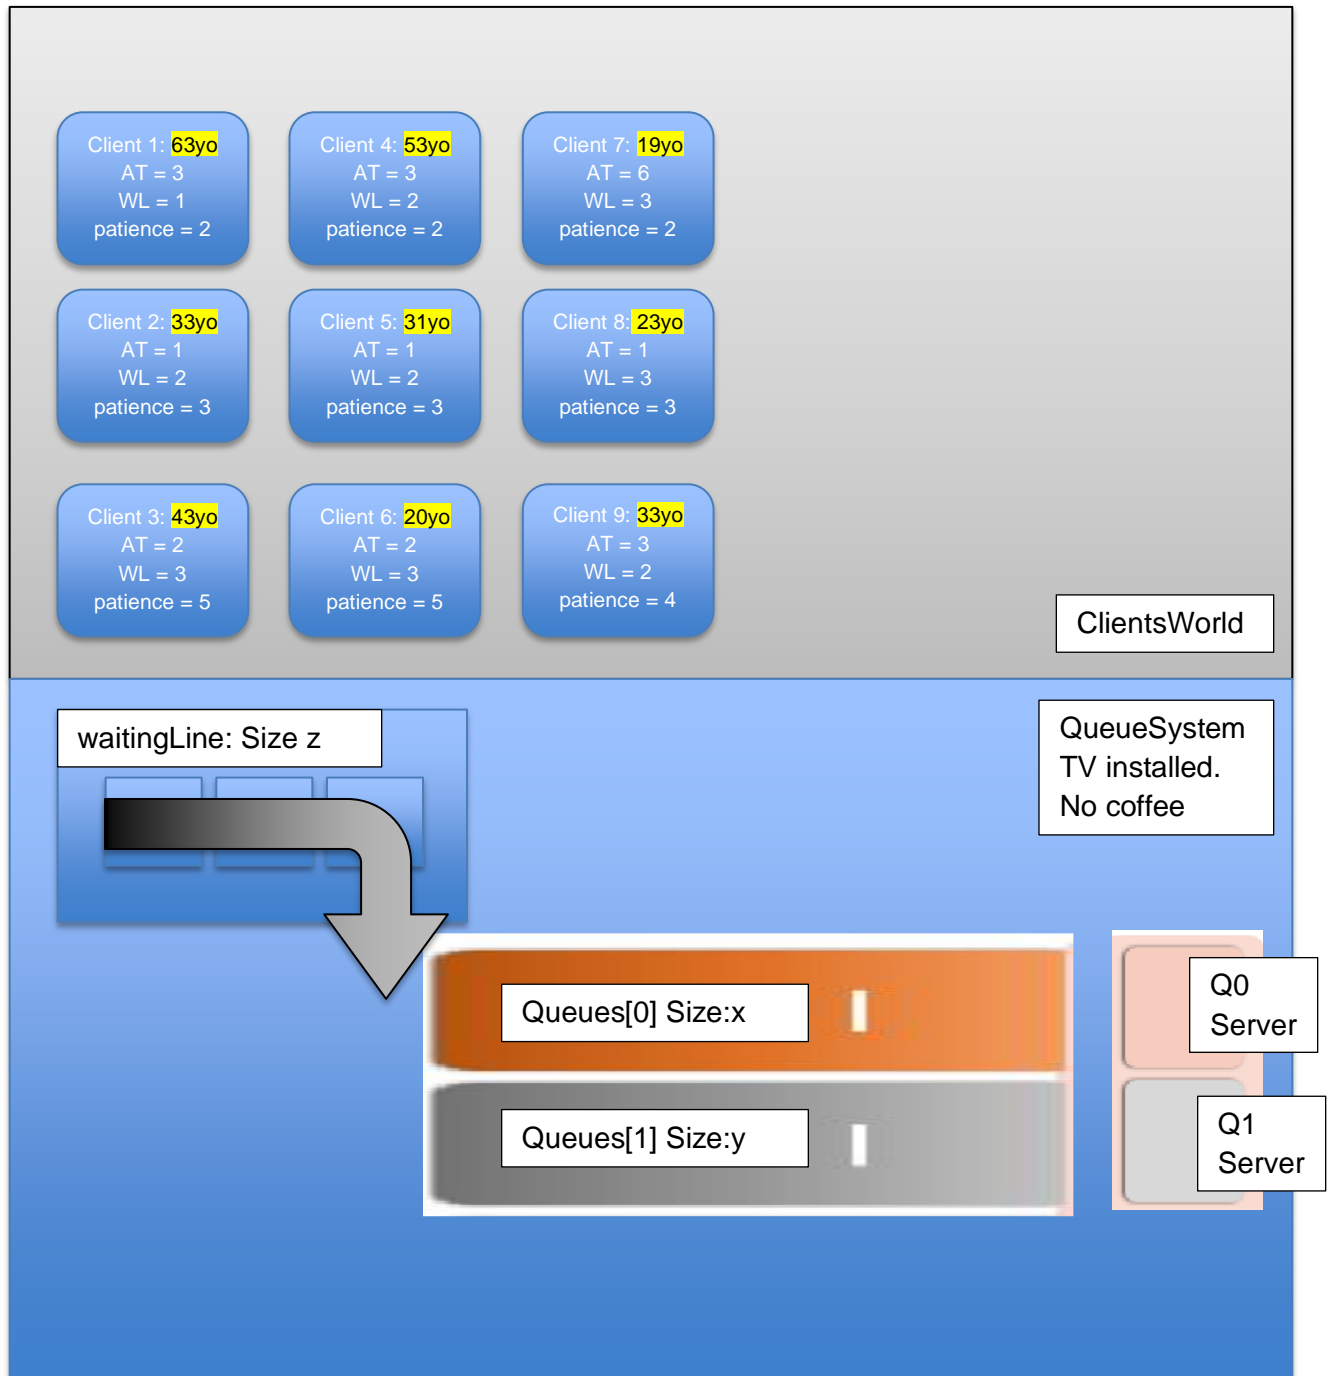 Client 1: 63yo
AT = 3
WL = 1
patience = 2
Client 4: 53yo
AT = 3
WL = 2
patience = 2
Client 7: 19yo
AT = 6
WL = 3
patience = 2
Client 2: 33yo
AT = 1
WL = 2
patience = 3
Client 5: 31yo
AT = 1
WL = 2
patience = 3
Client 8: 23yo
AT = 1
WL = 3
patience = 3
Client 3: 43yo
AT = 2
WL = 3
patience = 5
Client 6: 20yo
AT = 2
WL = 3
patience = 5
Client 9: 33yo
AT = 3
WL = 2
patience = 4
ClientsWorld
waitingLine: Size z
QueueSystem
TV installed.
No coffee
Queues[0] Size:x
Q0
Server
Queues[1] Size:y
Q1
Server